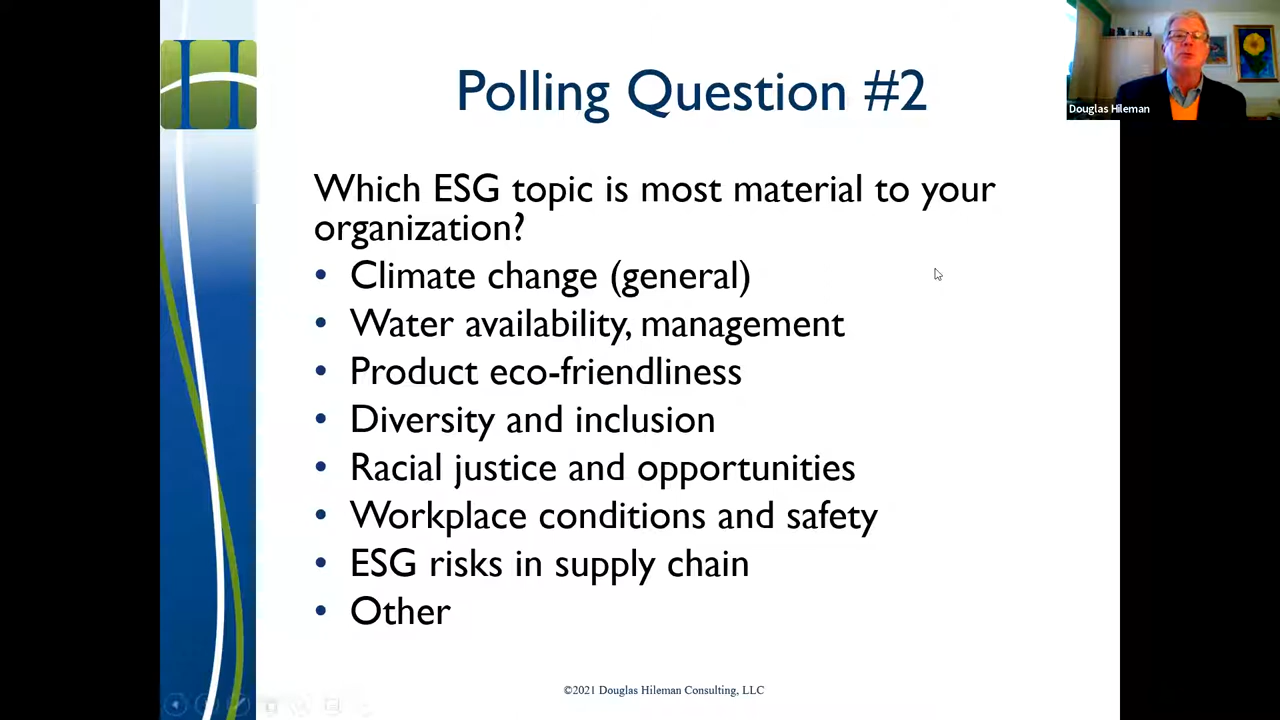 Polling Question #2
Douglas Hileman
Which ESG topic is most material to your
organization?
• Climate change (general)
• Water availability, management
• Product eco-friendliness
• Diversity and inclusion
• Racial justice and opportunities
• Workplace conditions and safety
• ESG risks in supply chain
• Other
©2021 Douglas Hileman Consulting, LLC